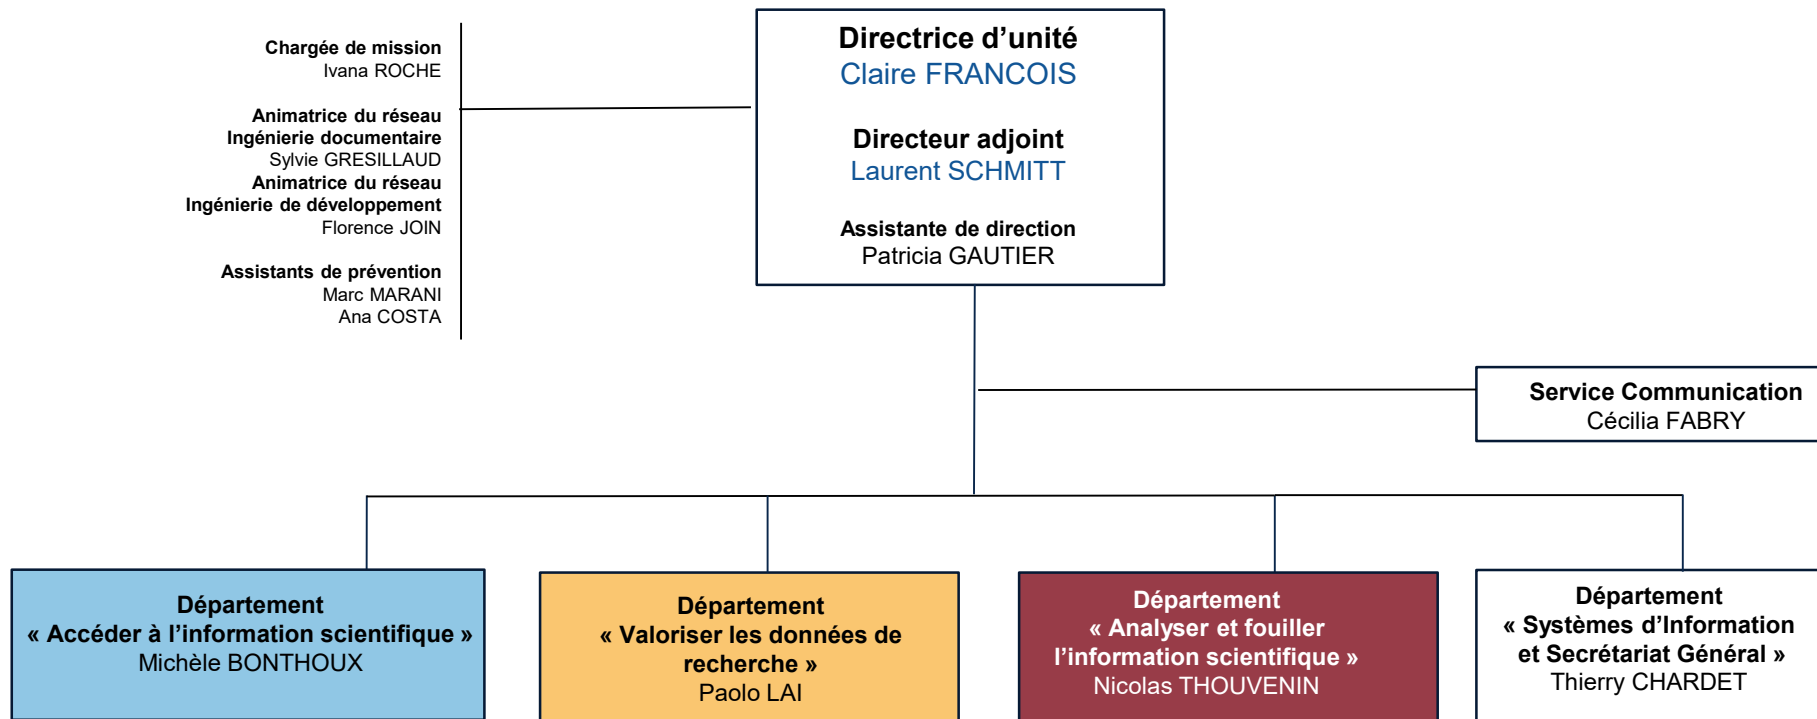 Chargée de mission
Ivana ROCHE
Animatrice du réseau
Ingénierie documentaire
Sylvie GRESILLAUD
Animatrice du réseau
Ingénierie de développement
Florence JOIN
Assistants de prévention
Marc MARANI
Ana COSTA
Directrice d’unité
Claire FRANCOIS
Directeur adjoint
Laurent SCHMITT
Assistante de direction
Patricia GAUTIER
Service Communication
Cécilia FABRY
Département
« Accéder à l’information scientifique »
Michèle BONTHOUX
Département
« Valoriser les données de
recherche »
Paolo LAI
Département
« Analyser et fouiller
l’information scientifique »
Nicolas THOUVENIN
Département
« Systèmes d’Information
et Secrétariat Général »
Thierry CHARDET